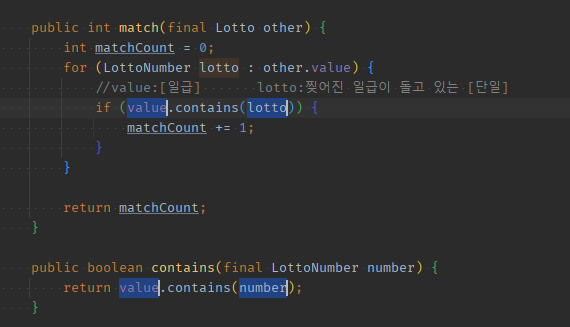 public int match(final Lotto other) {
int matchCount = 0;
for (LottoNumber lotto : other.value) {
//value:[일급] lotto:찢어진 일급이 돌고 있는 [단일]
if (value.contains(lotto)) {
matchCount += 1;
}
}
return matchCount;
}
public boolean contains(final LottoNumber number) {
return value.contains(number);
}